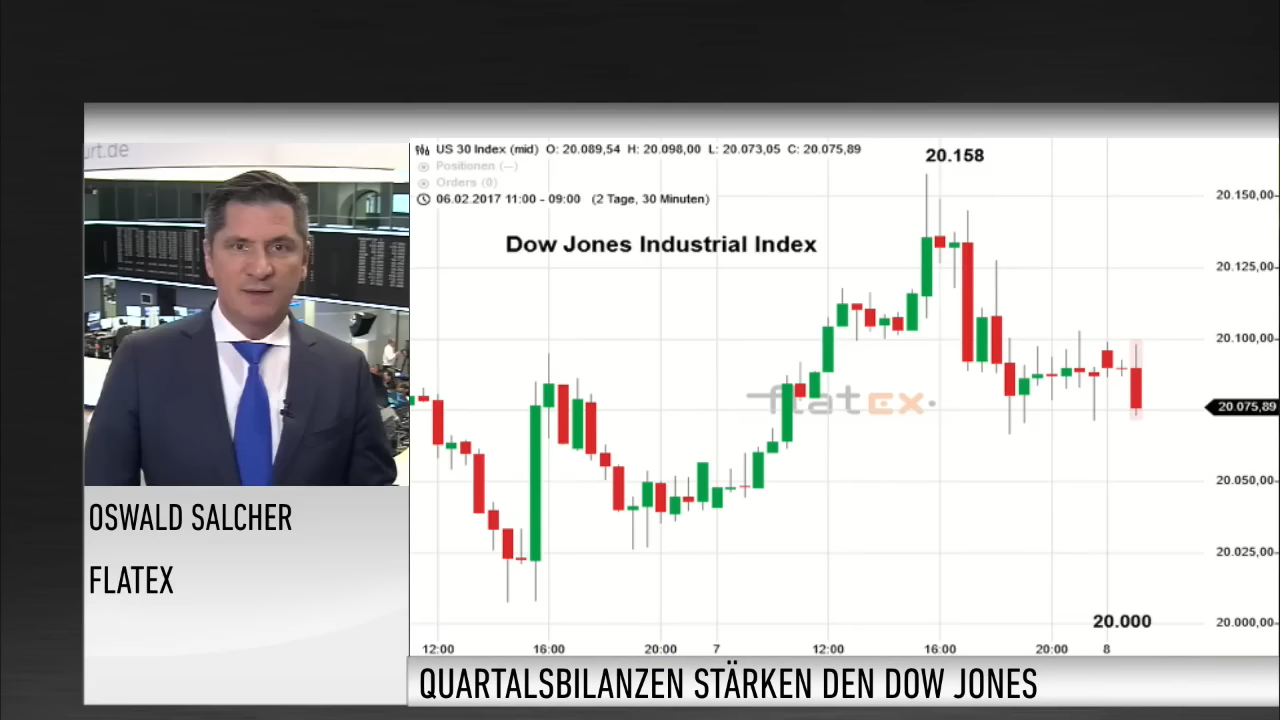 urt.de
US 30 Index (mid) O: 20.089,54 H: 20.098,00 L: 20.073,05 C: 20.075,89
Positionen (--)
Orders (0)
06.02.2017 11:00 - 09:00 (2 Tage, 30 Minuten)
20.158
Dow Jones Industrial Index
20.150,00
20.125,00
20.100,00
flatex
20.075,89
20.050,00
20.025,00
20.000
20.000,00
12:00 16:00 20:00 7 12:00 16:00 20:00 8
OSWALD SALCHER
FLATEX
QUARTALSBILANZEN STÄRKEN DEN DOW JONES